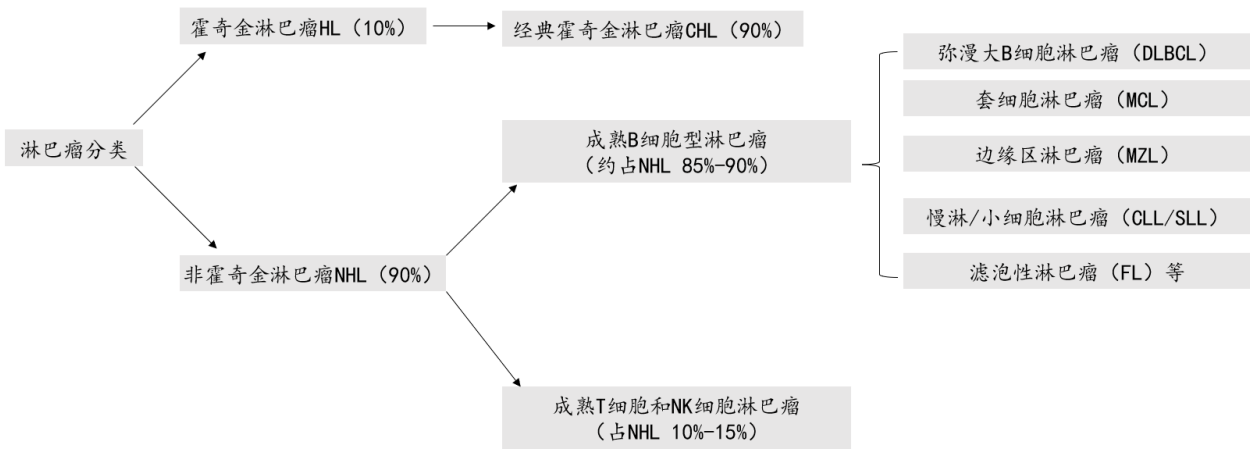 淋巴瘤分类
霍奇金淋巴瘤HL（10%）
经典霍奇金淋巴瘤CHL（90%）
非霍奇金淋巴瘤NHL（90%）
成熟B细胞型淋巴瘤
（约占NHL 85%-90%）
成熟T细胞和NK细胞淋巴瘤
（占NHL 10%-15%）
弥漫大B细胞淋巴瘤（DLBCL）
套细胞淋巴瘤（MCL）
边缘区淋巴瘤（MZL）
慢淋/小细胞淋巴瘤（CLL/SLL）
滤泡性淋巴瘤（FL）等